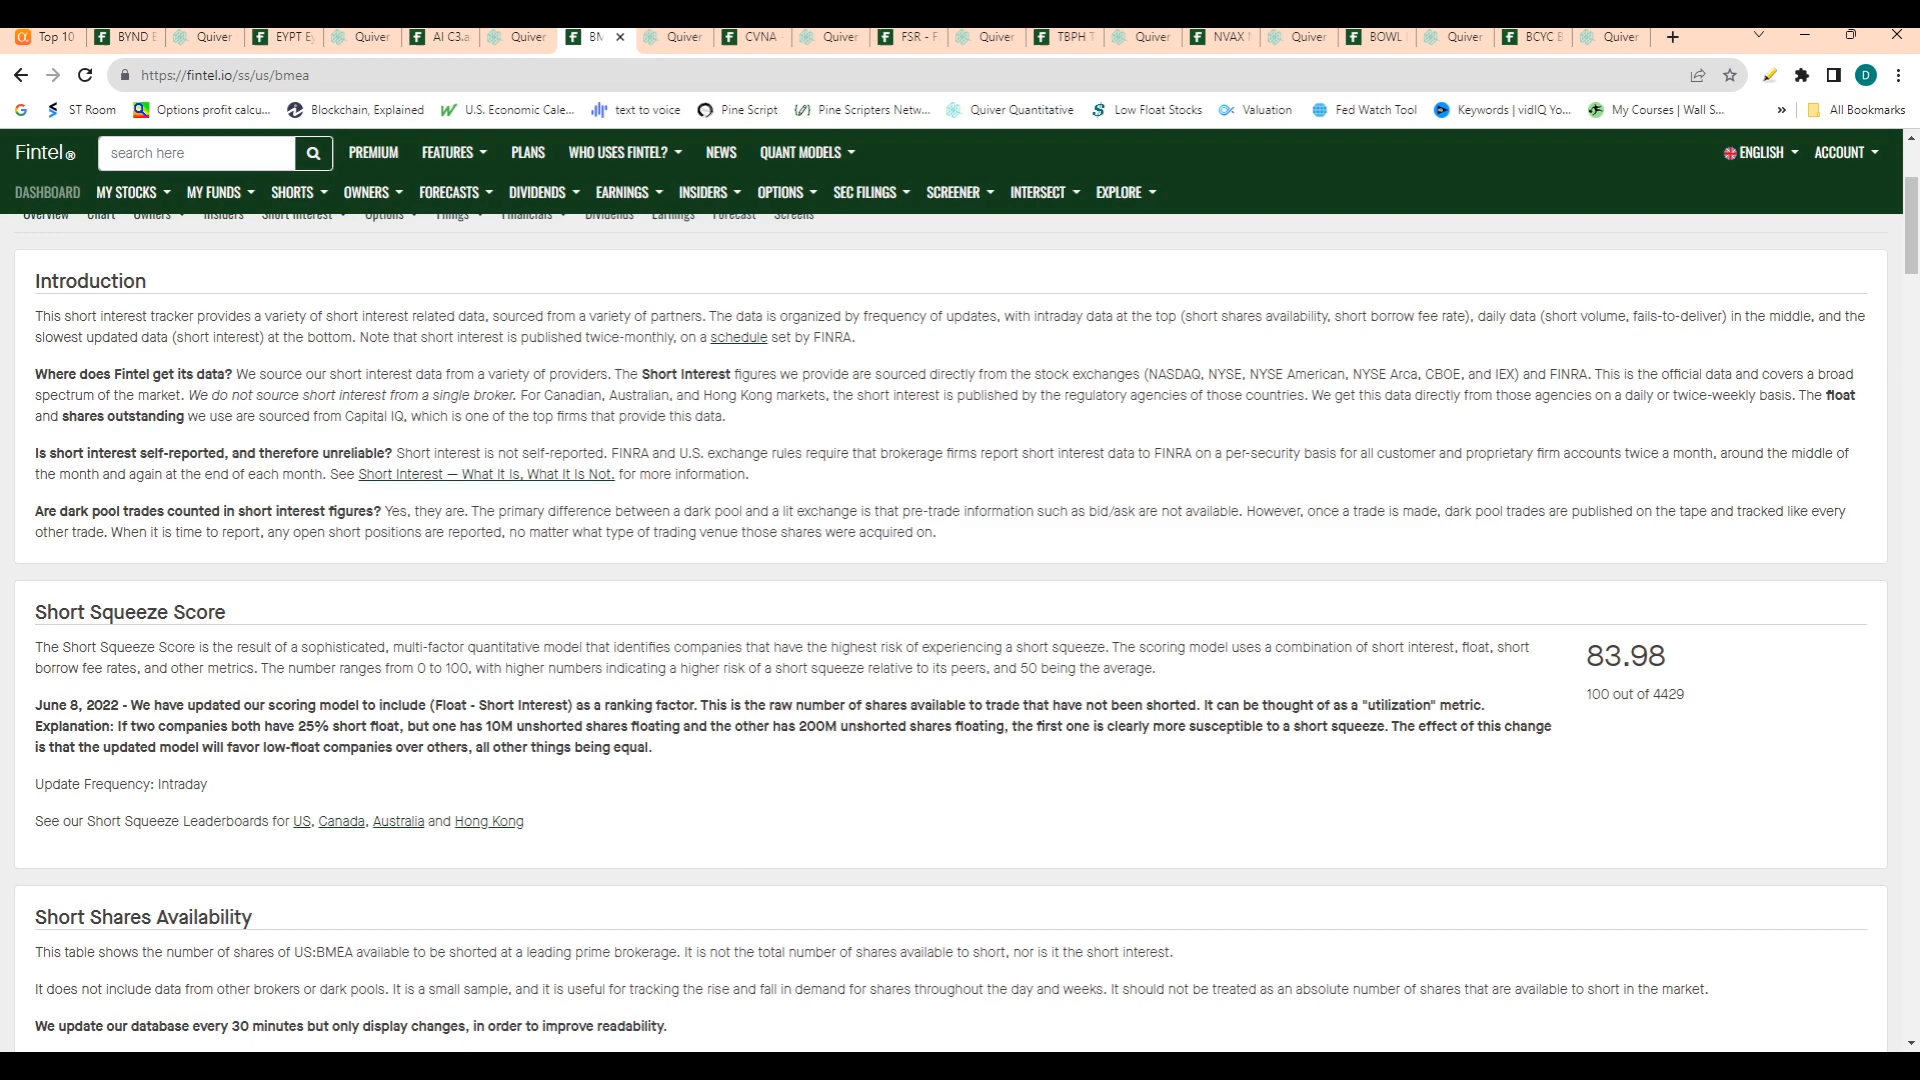 Top 10 BYND Quiver EYPT Quiver AI C3.a Quiver BM Quiver CVNA Quiver FSR - F Quiver TBPH Quiver NVAX Quiver BOWL Quiver BCYC B Quiver
https://fintel.io/ss/us/bmea D
ST Room Options profit calcu... Blockchain, Explained U.S. Economic Cale... text to voice Pine Script Pine Scripters Netw... Quiver Quantitative Low Float Stocks Valuation Fed Watch Tool Keywords | vidIQ Yo... My Courses | Wall S... » All Bookmarks
Fintel® search here PREMIUM FEATURES PLANS WHO USES FINTEL? NEWS QUANT MODELS ENGLISH ACCOUNT
DASHBOARD MY STOCKS MY FUNDS SHORTS OWNERS FORECASTS DIVIDENDS EARNINGS INSIDERS OPTIONS SEC FILINGS SCREENER INTERSECT EXPLORE
Overview Chart Owners Insiders Short Interest Options Financials Dividends Earnings Forecast Screens
Introduction
This short interest tracker provides a variety of short interest related data, sourced from a variety of partners. The data is organized by frequency of updates, with intraday data at the top (short shares availability, short borrow fee rate), daily data (short volume, fails-to-deliver) in the middle, and the
slowest updated data (short interest) at the bottom. Note that short interest is published twice-monthly, on a schedule set by FINRA.
Where does Fintel get its data? We source our short interest data from a variety of providers. The Short Interest figures we provide are sourced directly from the stock exchanges (NASDAQ, NYSE, NYSE American, NYSE Arca, CBOE, and IEX) and FINRA. This is the official data and covers a broad
spectrum of the market. We do not source short interest from a single broker. For Canadian, Australian, and Hong Kong markets, the short interest is published by the regulatory agencies of those countries. We get this data directly from those agencies on a daily or twice-weekly basis. The float
and shares outstanding we use are sourced from Capital IQ, which is one of the top firms that provide this data.
Is short interest self-reported, and therefore unreliable? Short interest is not self-reported. FINRA and U.S. exchange rules require that brokerage firms report short interest data to FINRA on a per-security basis for all customer and proprietary firm accounts twice a month, around the middle of
the month and again at the end of each month. See Short Interest — What It Is, What It Is Not. for more information.
Are dark pool trades counted in short interest figures? Yes, they are. The primary difference between a dark pool and a lit exchange is that pre-trade information such as bid/ask are not available. However, once a trade is made, dark pool trades are published on the tape and tracked like every
other trade. When it is time to report, any open short positions are reported, no matter what type of trading venue those shares were acquired on.
Short Squeeze Score
The Short Squeeze Score is the result of a sophisticated, multi-factor quantitative model that identifies companies that have the highest risk of experiencing a short squeeze. The scoring model uses a combination of short interest, float, short
borrow fee rates, and other metrics. The number ranges from 0 to 100, with higher numbers indicating a higher risk of a short squeeze relative to its peers, and 50 being the average.
83.98
100 out of 4429
June 8, 2022 - We have updated our scoring model to include (Float - Short Interest) as a ranking factor. This is the raw number of shares available to trade that have not been shorted. It can be thought of as a "utilization" metric.
Explanation: If two companies both have 25% short float, but one has 10M unshorted shares floating and the other has 200M unshorted shares floating, the first one is clearly more susceptible to a short squeeze. The effect of this change
is that the updated model will favor low-float companies over others, all other things being equal.
Update Frequency: Intraday
See our Short Squeeze Leaderboards for US, Canada, Australia and Hong Kong
Short Shares Availability
This table shows the number of shares of US:BMEA available to be shorted at a leading prime brokerage. It is not the total number of shares available to short, nor is it the short interest.
It does not include data from other brokers or dark pools. It is a small sample, and it is useful for tracking the rise and fall in demand for shares throughout the day and weeks. It should not be treated as an absolute number of shares that are available to short in the market.
We update our database every 30 minutes but only display changes, in order to improve readability.